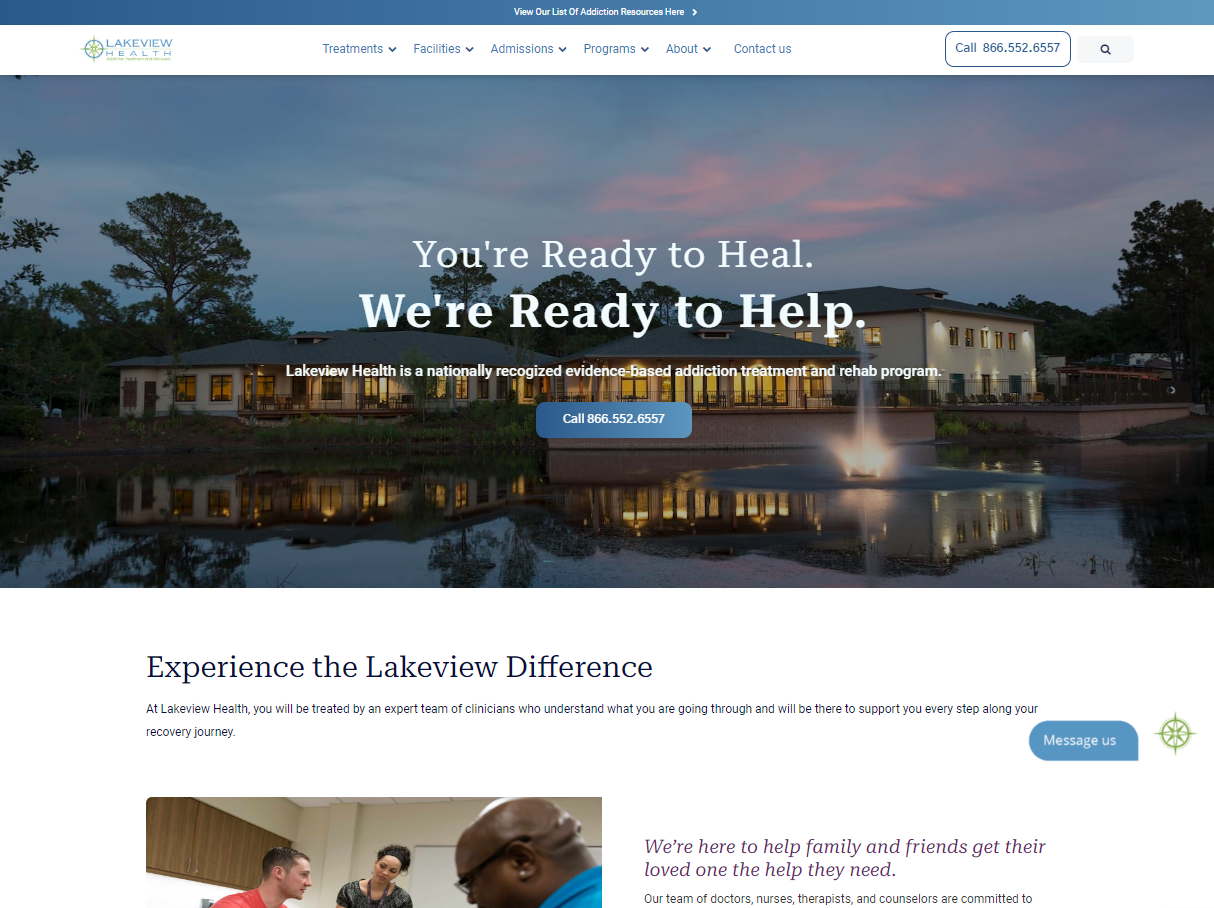 View Our List Of Addiction Resources Here
LAKEVIEW
HEALTH
Addiction Treatment and Recovery
Treatments
Facilities
Admissions
Programs
About
Contact us
Call 866.552.6557
You're Ready to Heal.
We're Ready to Help.
Lakeview Health is a nationally recogized evidence-based addiction treatment and rehab program.
Call 866.552.6557
Experience the Lakeview Difference
At Lakeview Health, you will be treated by an expert team of clinicians who understand what you are going through and will be there to support you every step along your
recovery journey.
Message us
We’re here to help family and friends get their
loved one the help they need.
Our team of doctors, nurses, therapists, and counselors are committed to